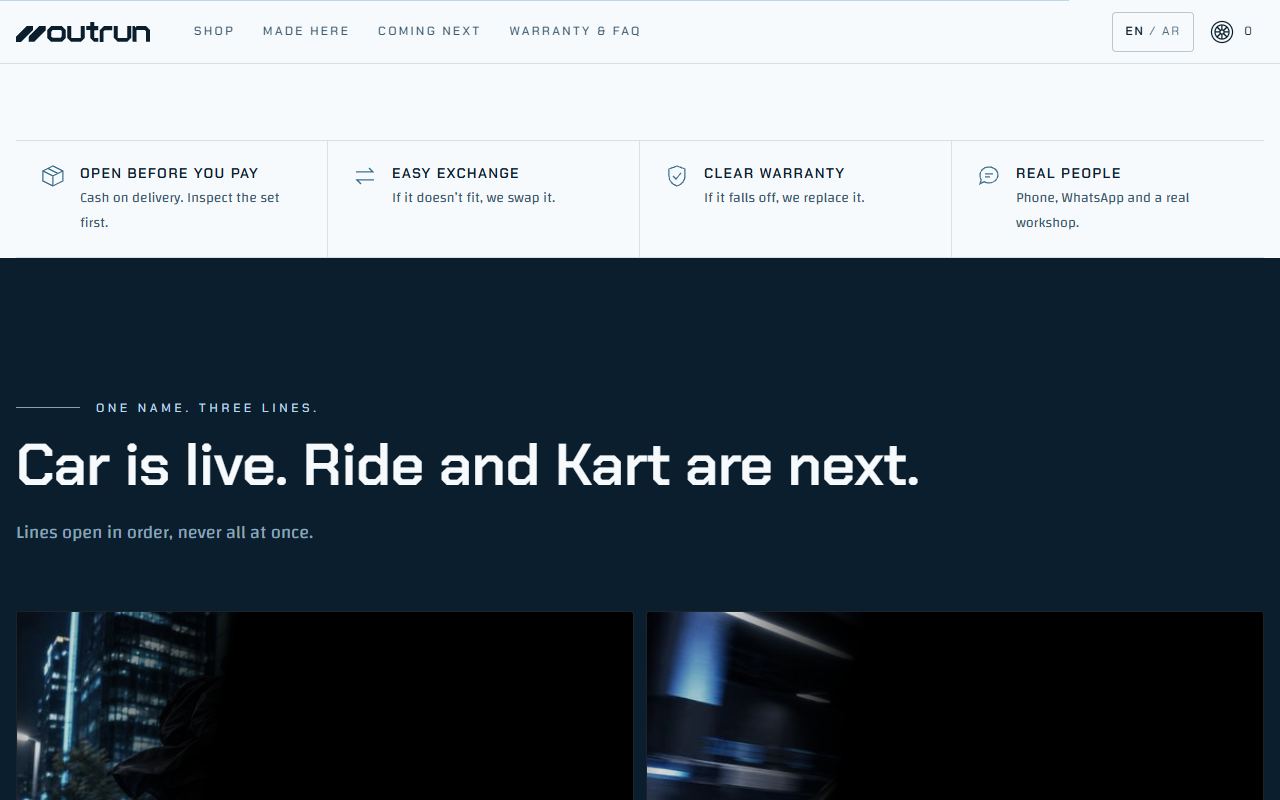 outrun
SHOP
MADE HERE
COMING NEXT
WARRANTY & FAQ
EN / AR
0
OPEN BEFORE YOU PAY
Cash on delivery. Inspect the set
first.
EASY EXCHANGE
If it doesn't fit, we swap it.
CLEAR WARRANTY
If it falls off, we replace it.
REAL PEOPLE
Phone, WhatsApp and a real
workshop.
ONE NAME. THREE LINES.
Car is live. Ride and Kart are next.
Lines open in order, never all at once.